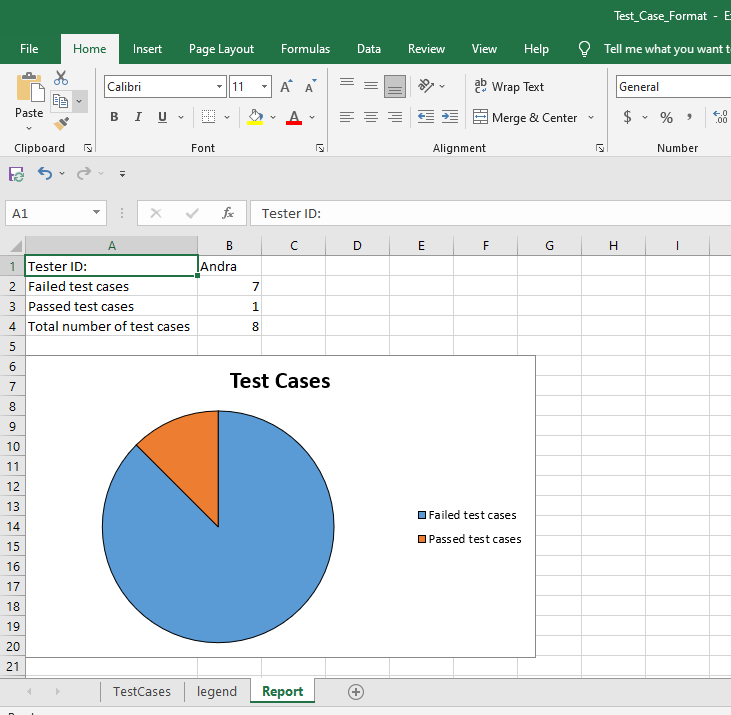 Test_Case_Format - E
File Home Insert Page Layout Formulas Data Review View Help Tell me what you want t
Paste
Calibri 11
B I U A
ab Wrap Text
Merge & Center
General
$ % ,
Clipboard Font Alignment Number
A1 fx Tester ID:
A B C D E F G H I
1 Tester ID: Andra
2 Failed test cases 7
3 Passed test cases 1
4 Total number of test cases 8
5
6
7
8
9
10
11
12
13
14
15
16
17
18
19
20
21
Test Cases
Failed test cases
Passed test cases
TestCases legend Report